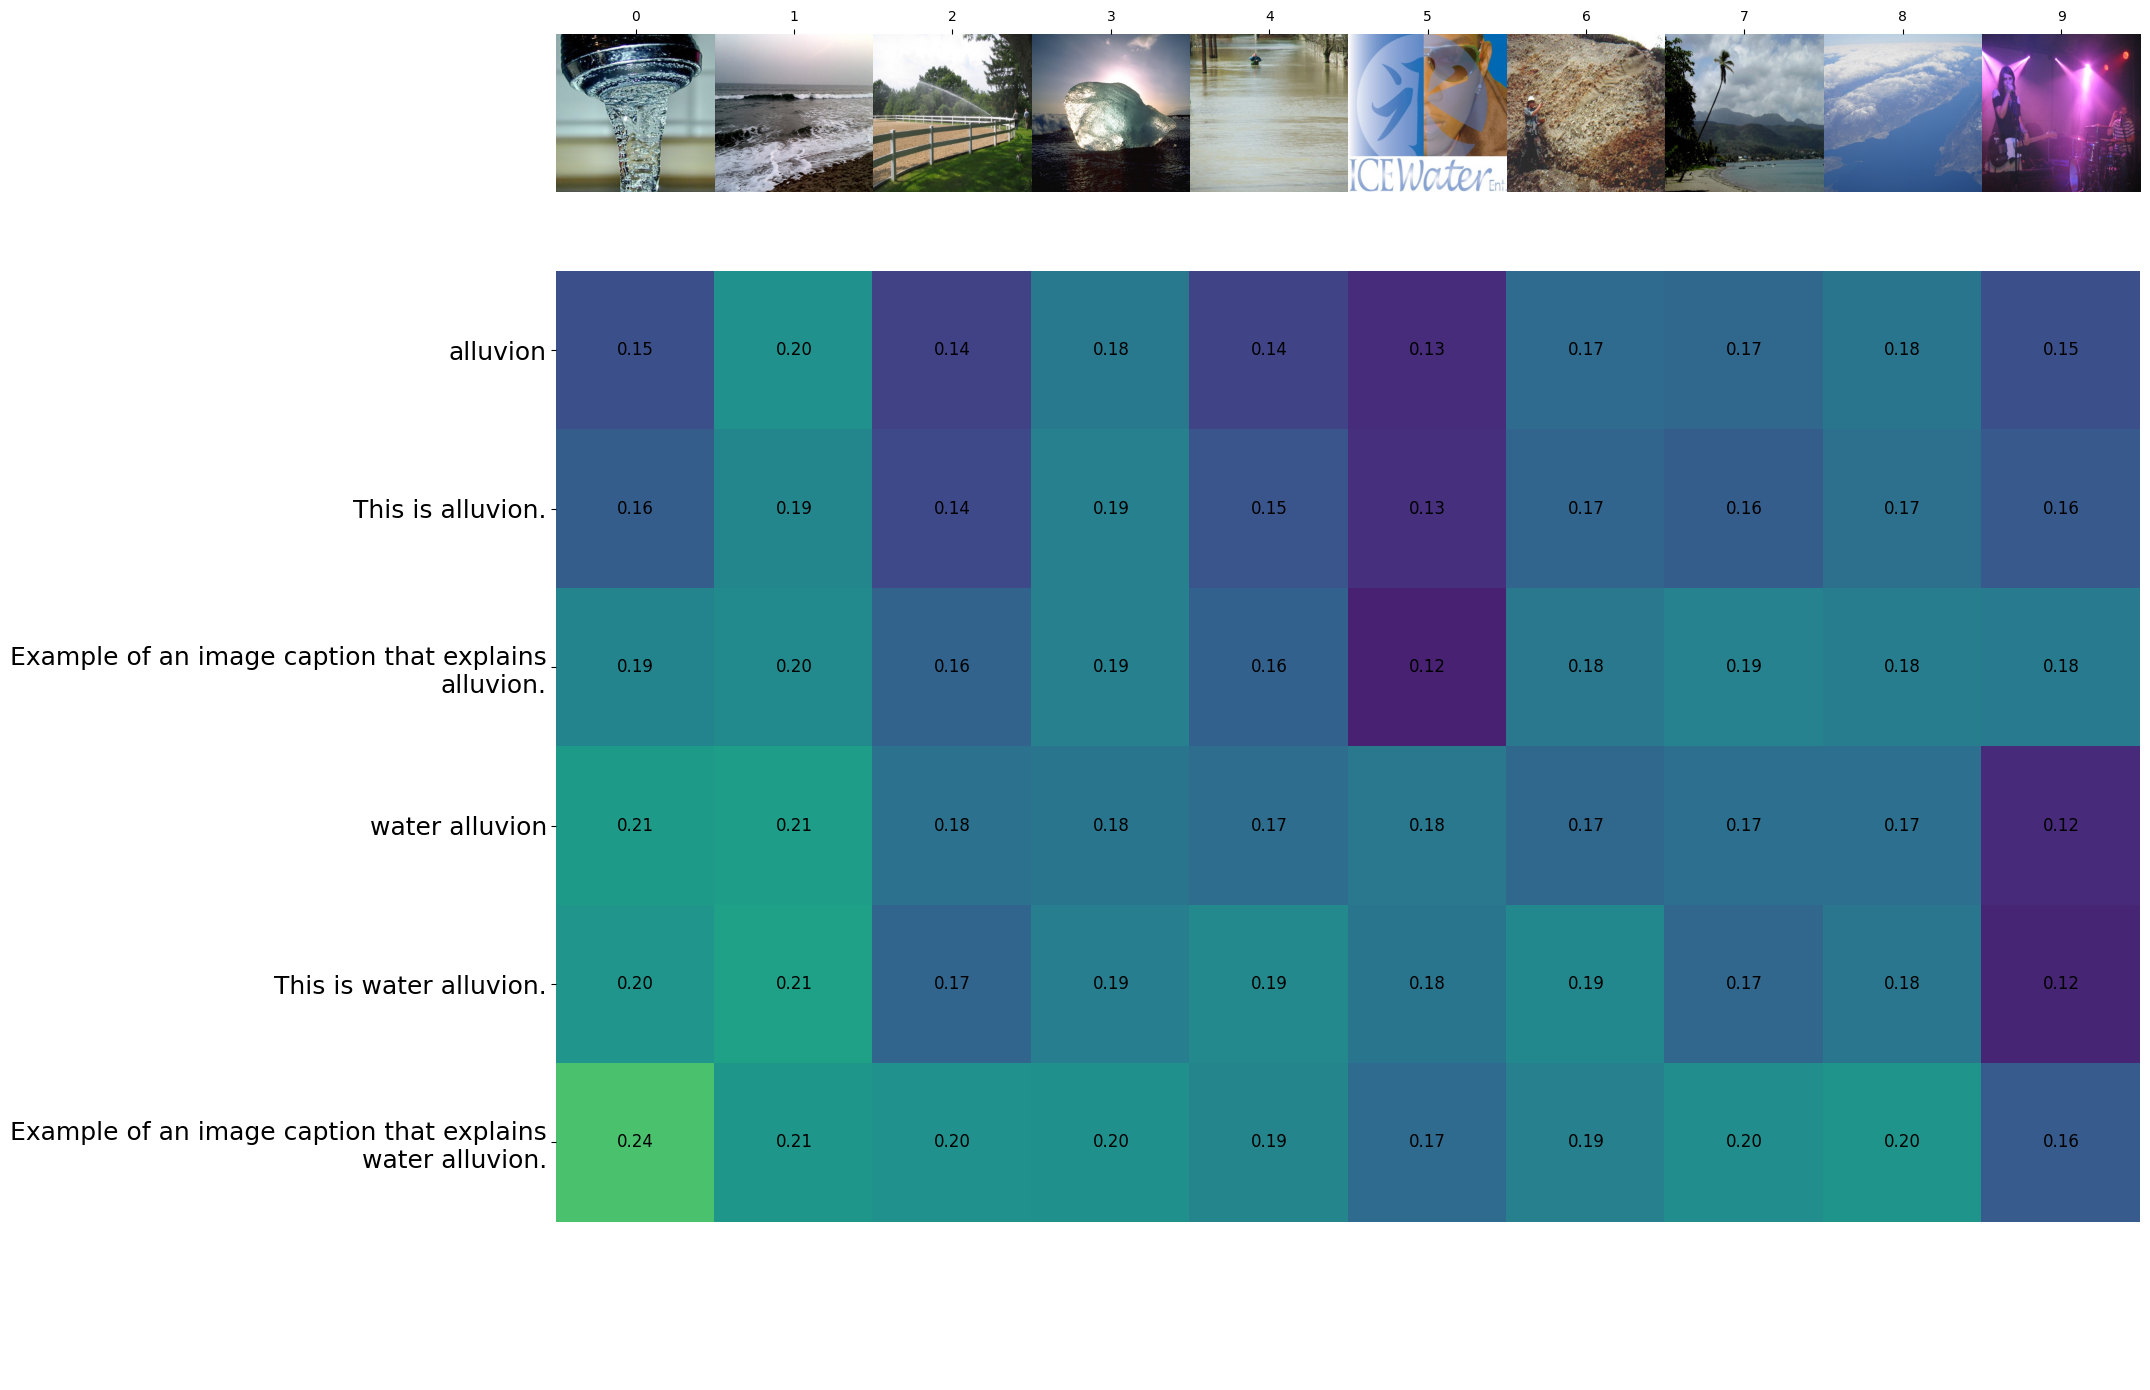 0 1 2 3 4 5 6 7 8 9
ICEWater Ent
alluvion 0.15 0.20 0.14 0.18 0.14 0.13 0.17 0.17 0.18 0.15
This is alluvion. 0.16 0.19 0.14 0.19 0.15 0.13 0.17 0.16 0.17 0.16
Example of an image caption that explains
alluvion.
0.19 0.20 0.16 0.19 0.16 0.12 0.18 0.19 0.18 0.18
water alluvion 0.21 0.21 0.18 0.18 0.17 0.18 0.17 0.17 0.17 0.12
This is water alluvion. 0.20 0.21 0.17 0.19 0.19 0.18 0.19 0.17 0.18 0.12
Example of an image caption that explains
water alluvion.
0.24 0.21 0.20 0.20 0.19 0.17 0.19 0.20 0.20 0.16